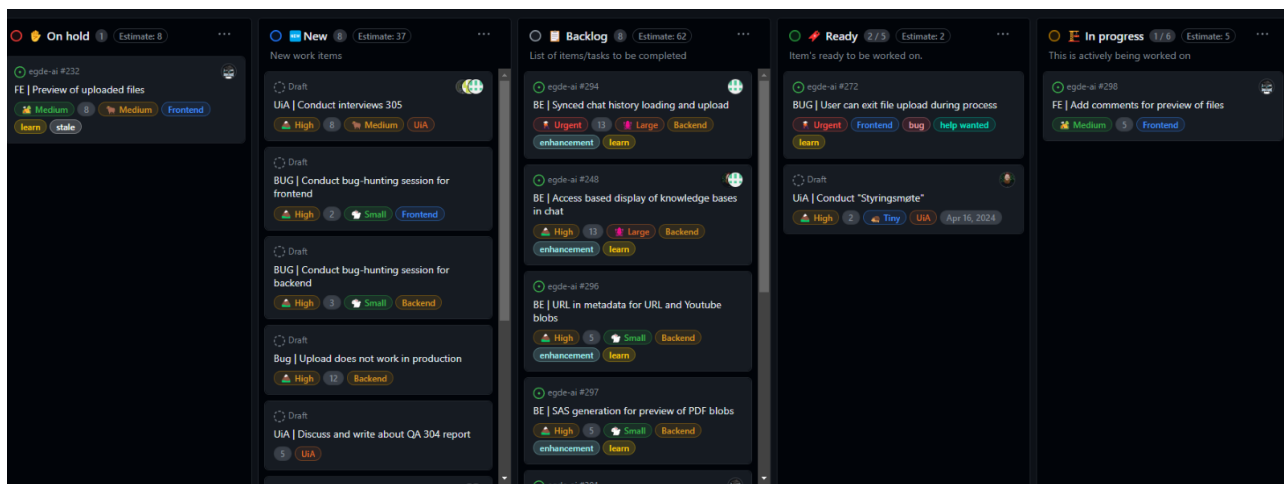 On hold 1 Estimate: 8
egde-ai #232
FE | Preview of uploaded files
Medium 8 Medium Frontend
learn stale
New 8 Estimate: 37
New work items
Draft
UiA | Conduct interviews 305
High 8 Medium UiA
Draft
BUG | Conduct bug-hunting session for
frontend
High 2 Small Frontend
Draft
BUG | Conduct bug-hunting session for
backend
High 3 Small Backend
Draft
Bug | Upload does not work in production
High 12 Backend
Draft
UiA | Discuss and write about QA 304 report
5 UiA
Backlog 8 Estimate: 62
List of items/tasks to be completed
egde-ai #294
BE | Synced chat history loading and upload
Urgent 13 Large Backend
enhancement learn
egde-ai #248
BE | Access based display of knowledge bases
in chat
High 13 Large Backend
enhancement learn
egde-ai #296
BE | URL in metadata for URL and Youtube
blobs
High 5 Small Backend
enhancement learn
egde-ai #297
BE | SAS generation for preview of PDF blobs
High 5 Small Backend
enhancement learn
Ready 2 / 5 Estimate: 2
Item's ready to be worked on.
egde-ai #272
BUG | User can exit file upload during process
Urgent Frontend bug help wanted
learn
Draft
UiA | Conduct "Styringsmøte"
High 2 Tiny UiA Apr 16, 2024
In progress 1 / 6 Estimate: 5
This is actively being worked on
egde-ai #298
FE | Add comments for preview of files
Medium 5 Frontend